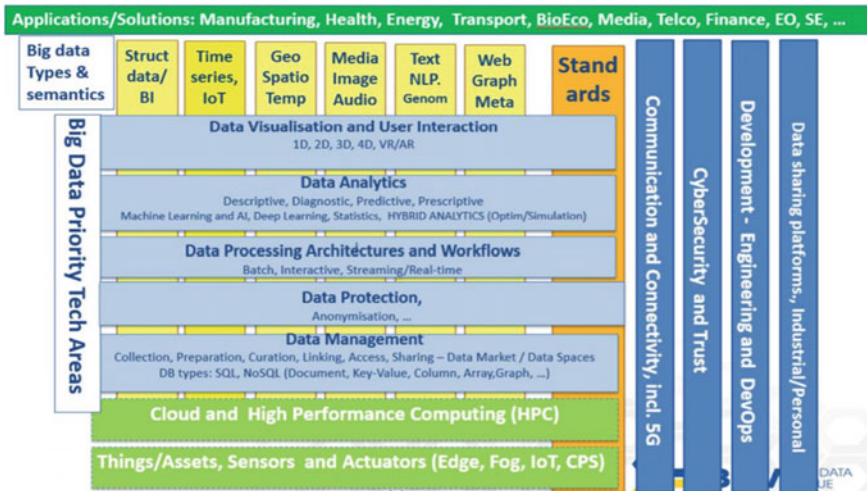 Applications/Solutions: Manufacturing, Health, Energy, Transport, BioEco, Media, Telco, Finance, EO, SE, ...
Big data
Types &
semantics
Struct
data/
BI
Time
series,
IoT
Geo
Spatio
Temp
Media
Image
Audio
Text
NLP.
Genom
Web
Graph
Meta
Stand
ards
Big Data Priority Tech Areas
Data Visualisation and User Interaction
1D, 2D, 3D, 4D, VR/AR
Data Analytics
Descriptive, Diagnostic, Predictive, Prescriptive
Machine Learning and AI, Deep Learning, Statistics, HYBRID ANALYTICS (Optim/Simulation)
Data Processing Architectures and Workflows
Batch, Interactive, Streaming/Real-time
Data Protection,
Anonymisation, ...
Data Management
Collection, Preparation, Curation, Linking, Access, Sharing – Data Market / Data Spaces
DB types: SQL, NoSQL (Document, Key-Value, Column, Array,Graph, ...)
Cloud and High Performance Computing (HPC)
Things/Assets, Sensors and Actuators (Edge, Fog, IoT, CPS)
Communication and Connectivity, incl. 5G
CyberSecurity and Trust
Development - Engineering and DevOps
Data sharing platforms., Industrial/Personal
DATA
UE